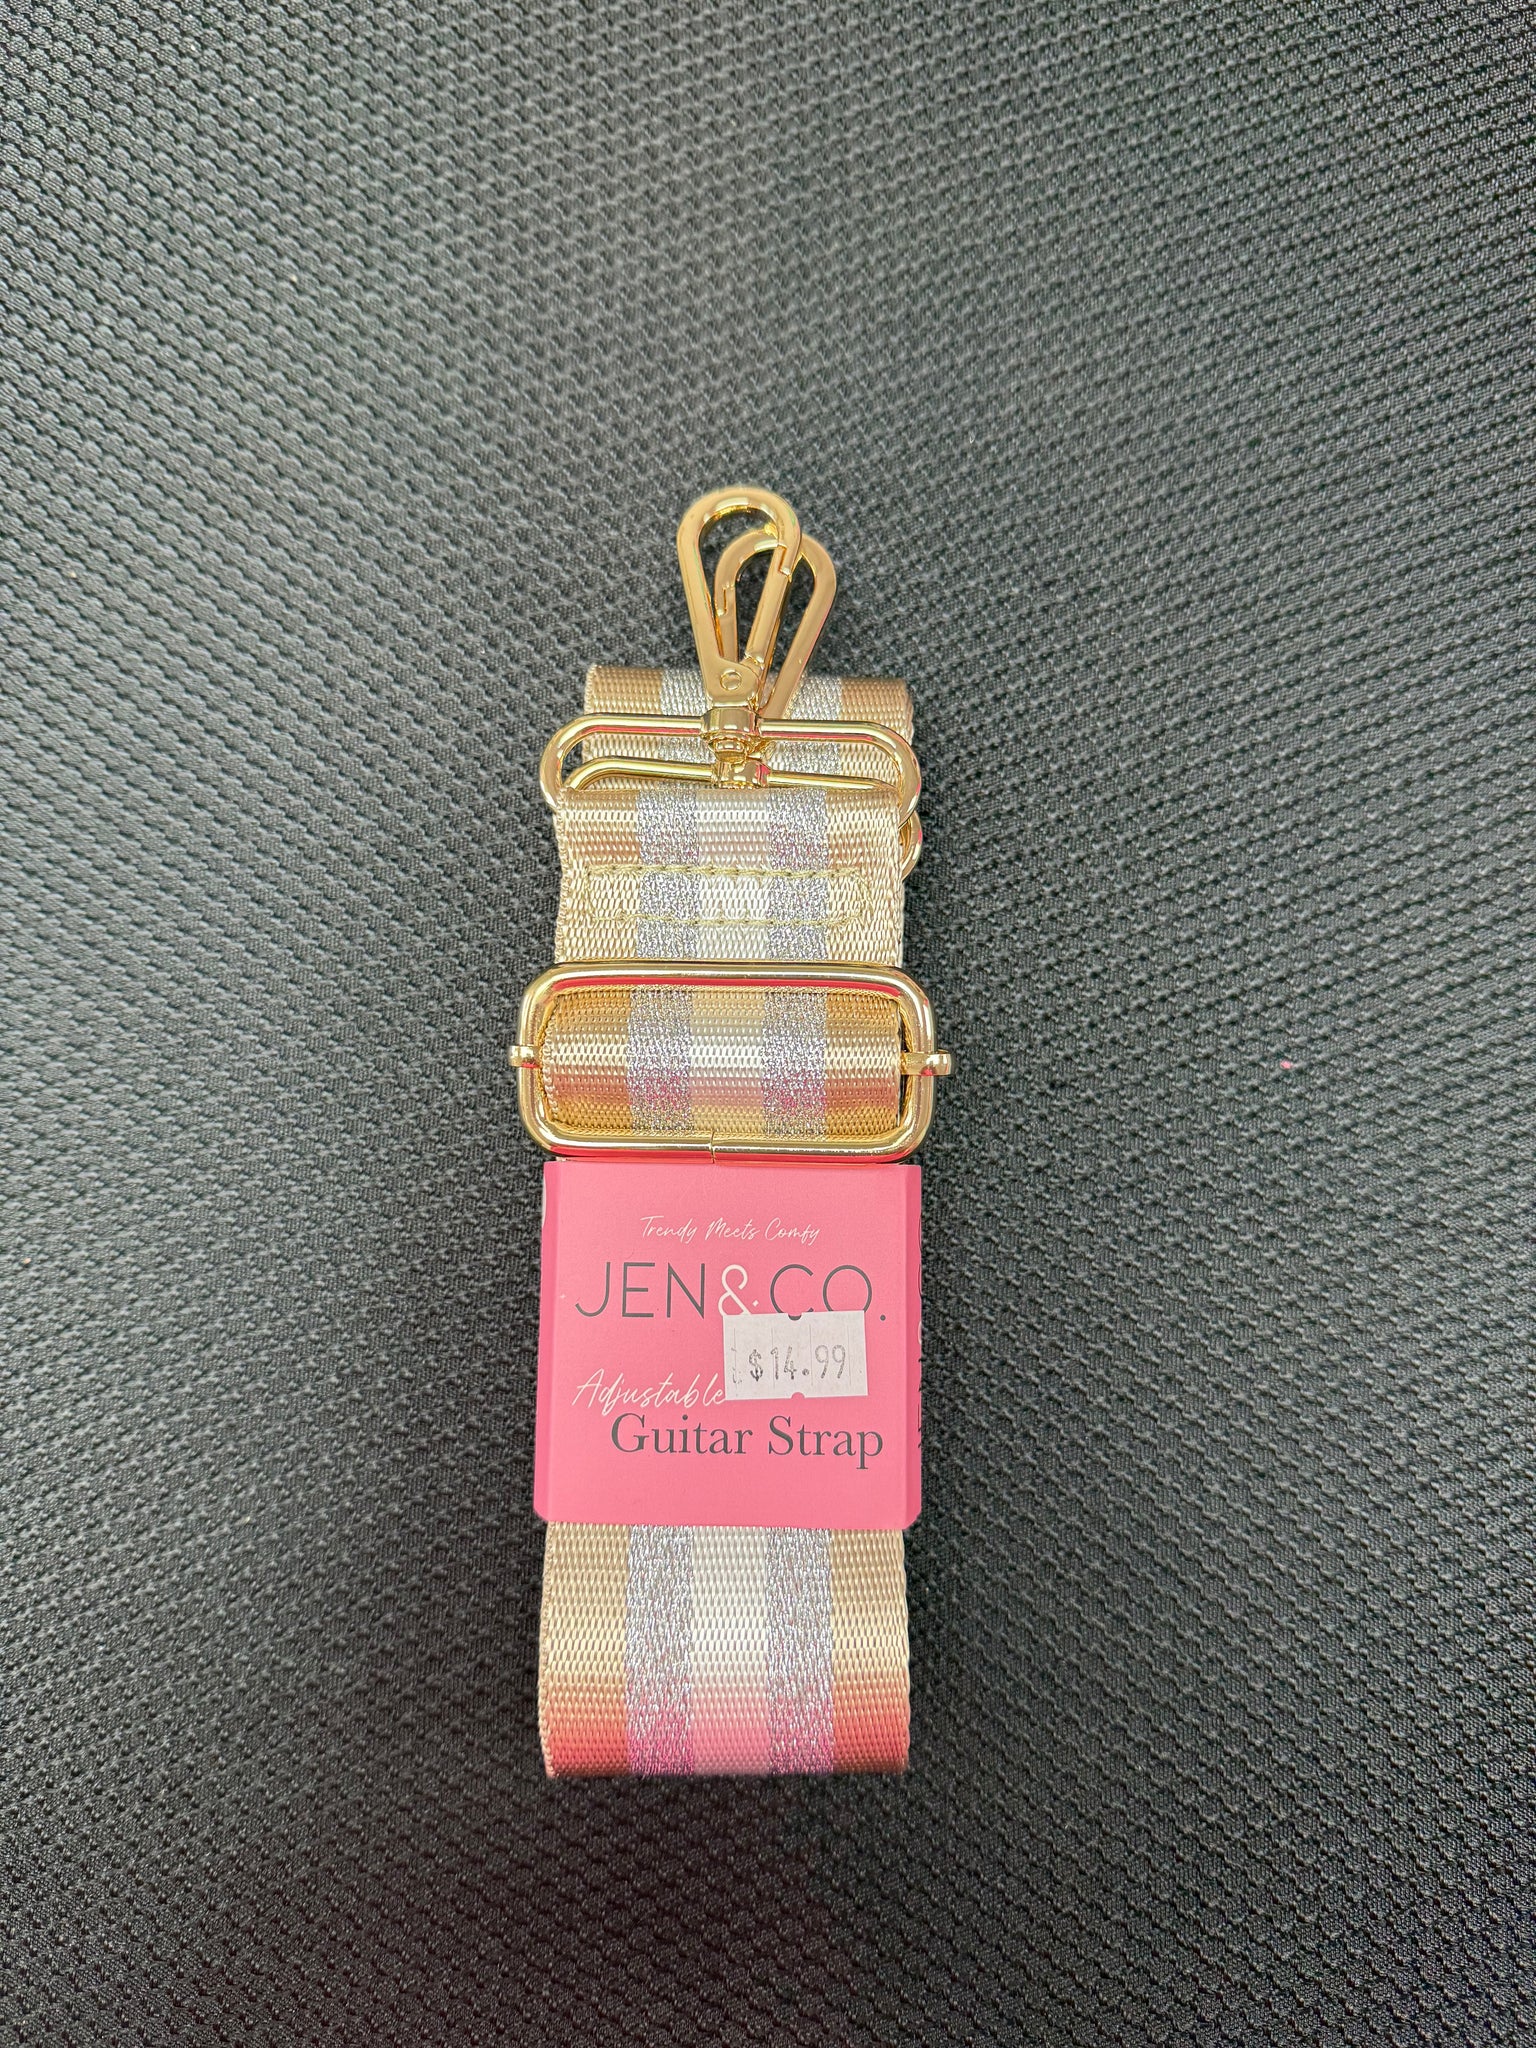 Trendy Meets Comfy
JEN & CO.
$14.99
Adjustable
Guitar Strap